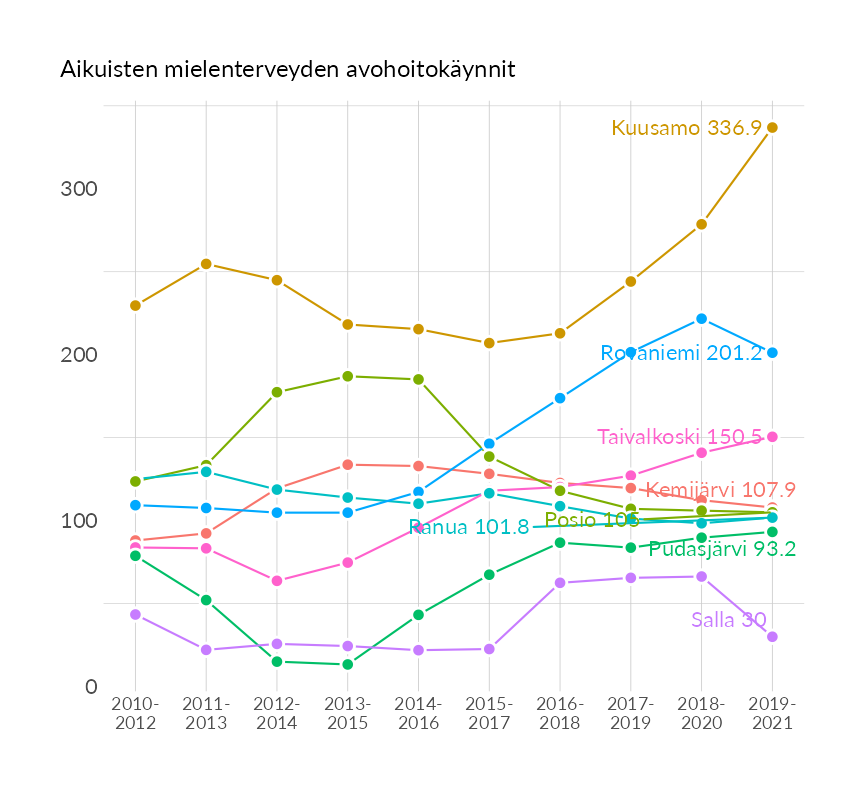 Aikuisten mielenterveyden avohoitokäynnit
Kuusamo 336.9
300
200
Rovaniemi 201.2
Taivalkoski 150.5
Kemijärvi 107.9
100
Posio 105
Ranua 101.8
Pudasjärvi 93.2
Salla 30
0
2010- 2011- 2012- 2013- 2014- 2015- 2016- 2017- 2018- 2019-
2012 2013 2014 2015 2016 2017 2018 2019 2020 2021